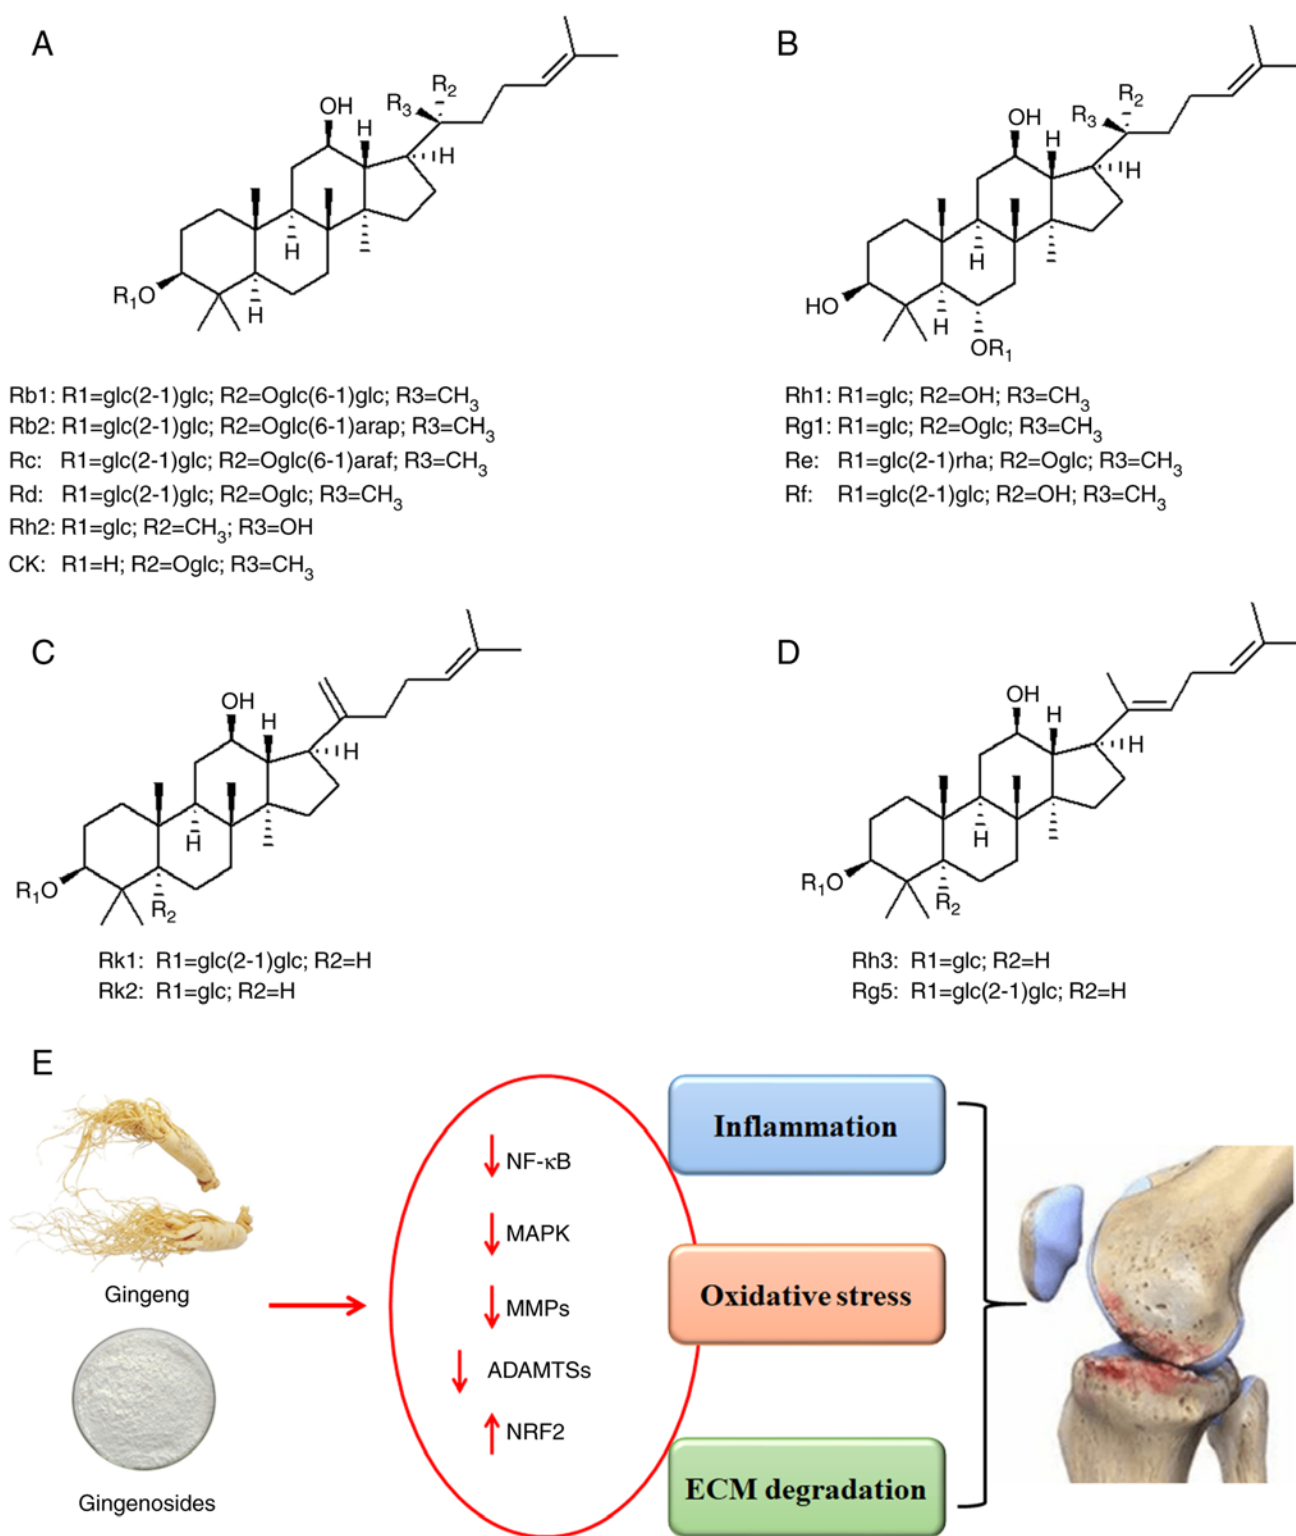 A
OH
H
R3
R2
H
H
R1O
H
Rb1: R1=glc(2-1)glc; R2=Oglc(6-1)glc; R3=CH3
Rb2: R1=glc(2-1)glc; R2=Oglc(6-1)arap; R3=CH3
Rc: R1=glc(2-1)glc; R2=Oglc(6-1)araf; R3=CH3
Rd: R1=glc(2-1)glc; R2=Oglc; R3=CH3
Rh2: R1=glc; R2=CH3; R3=OH
CK: R1=H; R2=Oglc; R3=CH3
B
OH
H
R3
R2
H
H
HO
H
OR1
Rh1: R1=glc; R2=OH; R3=CH3
Rg1: R1=glc; R2=Oglc; R3=CH3
Re: R1=glc(2-1)rha; R2=Oglc; R3=CH3
Rf: R1=glc(2-1)glc; R2=OH; R3=CH3
C
OH
H
H
H
R1O
R2
Rk1: R1=glc(2-1)glc; R2=H
Rk2: R1=glc; R2=H
D
OH
H
H
H
R1O
R2
Rh3: R1=glc; R2=H
Rg5: R1=glc(2-1)glc; R2=H
E
Gingeng
Gingenosides
NF-κB
MAPK
MMPs
ADAMTSs
NRF2
Inflammation
Oxidative stress
ECM degradation